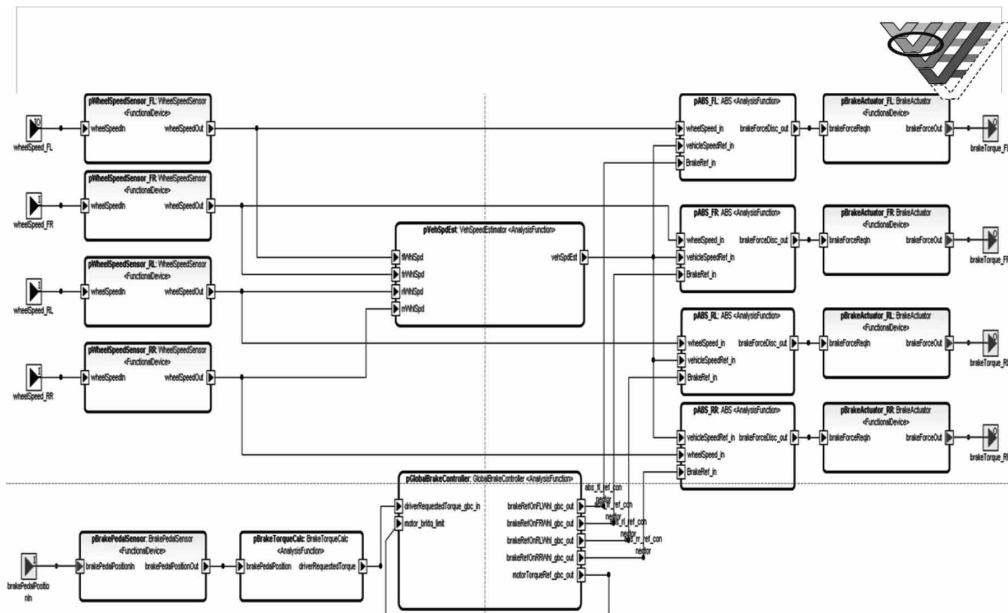 pWheelSpeedSensor_FL: WheelSpeedSensor
<FunctionalDevice>
wheelSpeedIn
wheelSpeedOut
wheelSpeed_FL
pWheelSpeedSensor_FR: WheelSpeedSensor
<FunctionalDevice>
wheelSpeedIn
wheelSpeedOut
wheelSpeed_FR
pWheelSpeedSensor_RL: WheelSpeedSensor
<FunctionalDevice>
wheelSpeedIn
wheelSpeedOut
wheelSpeed_RL
pWheelSpeedSensor_RR: WheelSpeedSensor
<FunctionalDevice>
wheelSpeedIn
wheelSpeedOut
wheelSpeed_RR
pVehSpdEst: VehSpeedEstimator <AnalysisFunction>
vehSpdEst
pABS_FL: ABS <AnalysisFunction>
wheelSpeed_in
brakeForceDisc_out
vehicleSpeedRef_in
BrakeRef_in
pBrakeActuator_FL: BrakeActuator
<FunctionalDevice>
brakeForceReqIn
brakeForceOut
brakeTorque_FL
pABS_FR: ABS <AnalysisFunction>
wheelSpeed_in
brakeForceDisc_out
vehicleSpeedRef_in
BrakeRef_in
pBrakeActuator_FR: BrakeActuator
<FunctionalDevice>
brakeForceReqIn
brakeForceOut
brakeTorque_FR
pABS_RL: ABS <AnalysisFunction>
wheelSpeed_in
brakeForceDisc_out
vehicleSpeedRef_in
BrakeRef_in
pBrakeActuator_RL: BrakeActuator
<FunctionalDevice>
brakeForceReqIn
brakeForceOut
pABS_RR: ABS <AnalysisFunction>
vehicleSpeedRef_in
brakeForceDisc_out
wheelSpeed_in
BrakeRef_in
pBrakeActuator_RR: BrakeActuator
<FunctionalDevice>
brakeForceReqIn
brakeForceOut
pGlobalBrakeController: GlobalBrakeController <AnalysisFunction>
driverRequestedTorque_gbc_in
motor_brktq_limit
brakeRefOnFLWhl_gbc_out
brakeRefOnFRWhl_gbc_out
brakeRefOnRLWhl_gbc_out
brakeRefOnRRWhl_gbc_out
motorTorqueRef_gbc_out
abs_fl_ref_con
nector
nector
nector
pBrakePedalSensor: BrakePedalSensor
<FunctionalDevice>
brakePedalPositionIn
brakePedalPositionOut
brakePedalPositio
nIn
pBrakeTorqueCalc: BrakeTorqueCalc
<AnalysisFunction>
brakePedalPosition
driverRequestedTorque